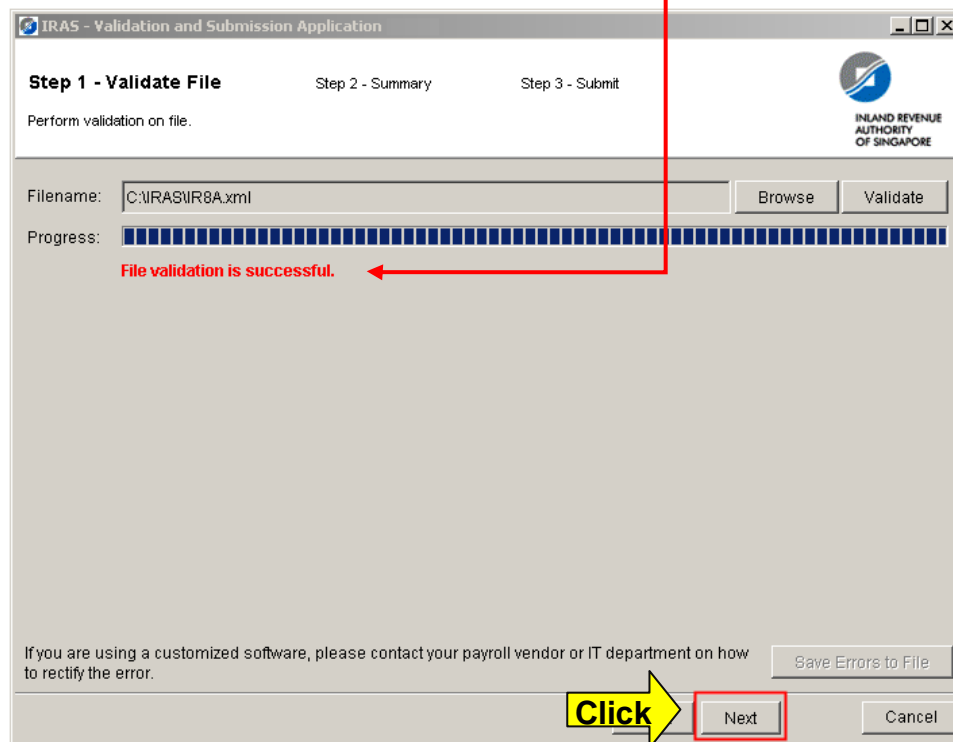 IRAS - Validation and Submission Application
Step 1 - Validate File
Step 2 - Summary
Step 3 - Submit
Perform validation on file.
INLAND REVENUE
AUTHORITY
OF SINGAPORE
Filename:
C:\IRAS\IR8A.xml
Browse
Validate
Progress:
File validation is successful.
If you are using a customized software, please contact your payroll vendor or IT department on how
to rectify the error.
Save Errors to File
Click
Next
Cancel